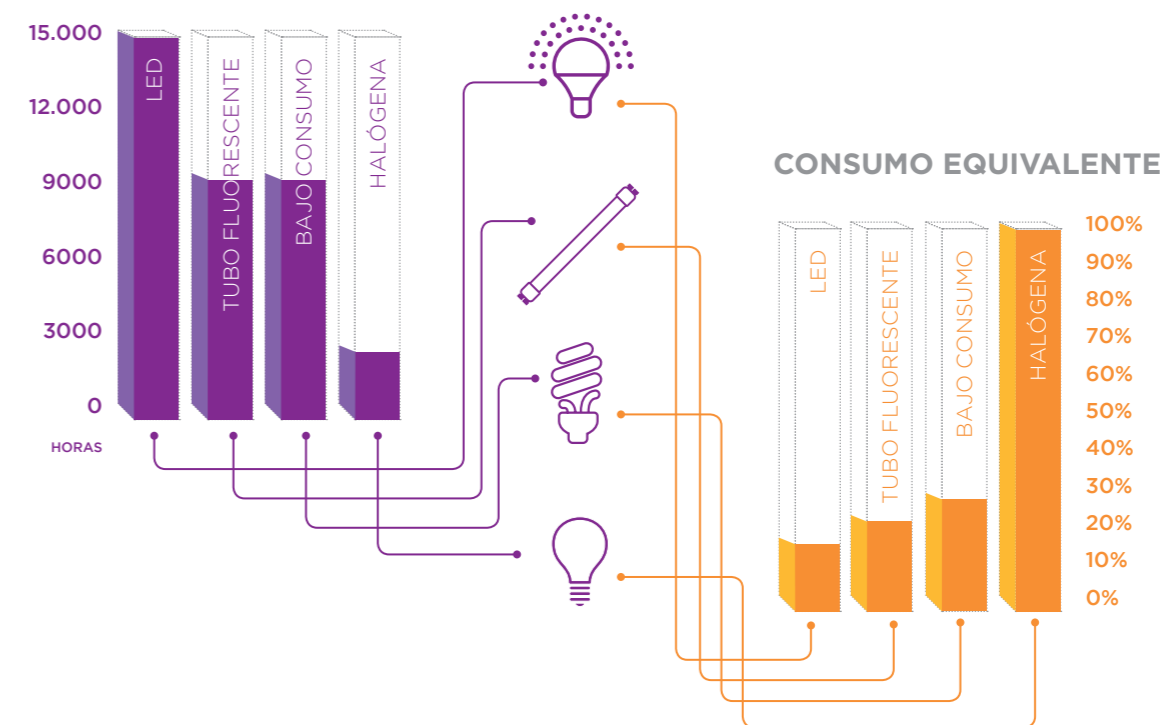 15.000
12.000
9000
6000
3000
0
HORAS
LED
TUBO FLUORESCENTE
BAJO CONSUMO
HALÓGENA
CONSUMO EQUIVALENTE
LED
TUBO FLUORESCENTE
BAJO CONSUMO
HALÓGENA
100%
90%
80%
70%
60%
50%
40%
30%
20%
10%
0%